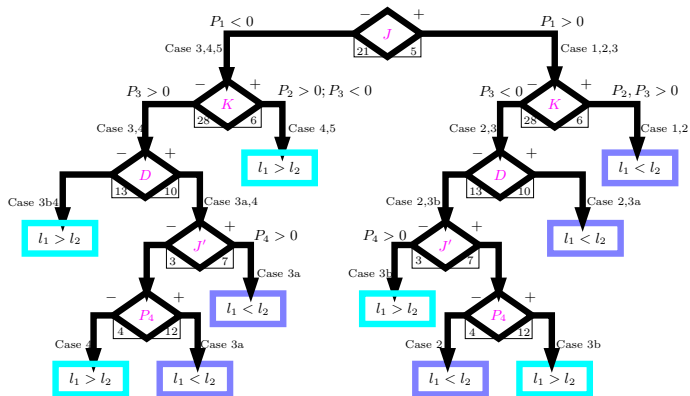 P₁ < 0 − + P₁ > 0
J
21 5
Case 3,4,5 Case 1,2,3
P₃ > 0 − + P₂ > 0; P₃ < 0 P₃ < 0 − + P₂, P₃ > 0
K K
28 6 28 6
Case 3,4 Case 4,5 Case 2,3 Case 1,2
− + l₁ > l₂ − + l₁ < l₂
D D
13 10 13 10
Case 3b4 Case 3a,4 Case 2,3b Case 2,3a
l₁ > l₂ − + P₄ > 0 P₄ > 0 − + l₁ < l₂
J′ J′
3 7 3 7
Case 3a Case 3b
− + l₁ < l₂ l₁ > l₂ − +
P₄ P₄
4 12 4 12
Case 4 Case 3a Case 2 Case 3b
l₁ > l₂ l₁ < l₂ l₁ < l₂ l₁ > l₂